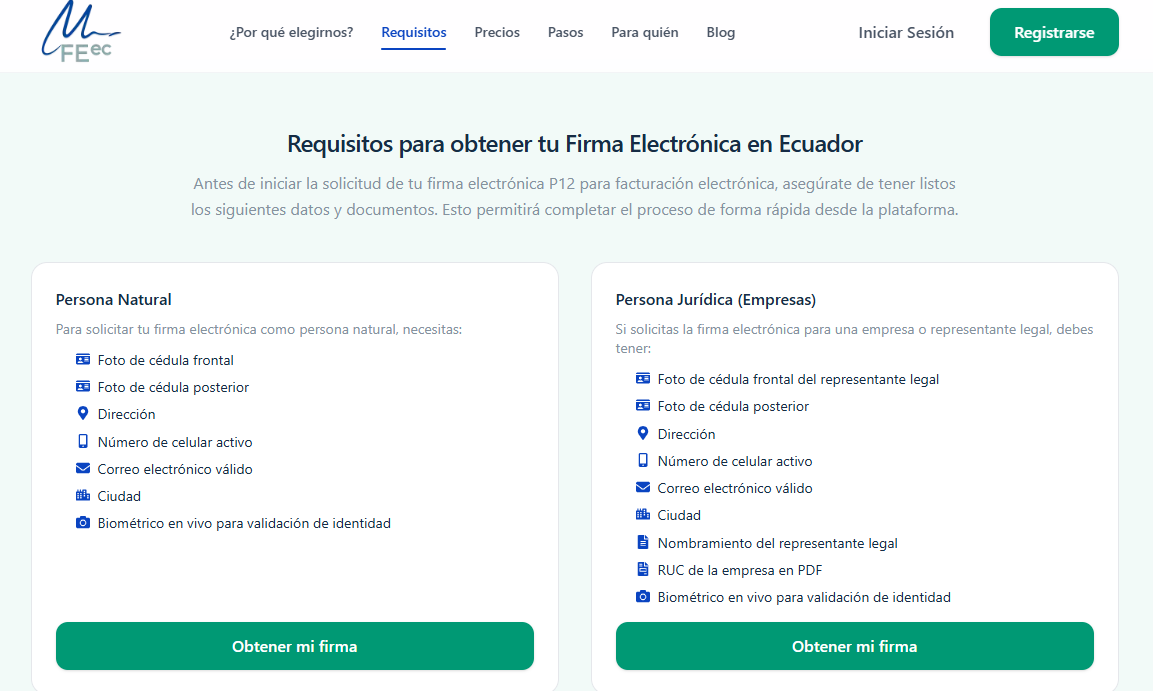 FEec
¿Por qué elegirnos?
Requisitos
Precios
Pasos
Para quién
Blog
Iniciar Sesión
Registrarse
Requisitos para obtener tu Firma Electrónica en Ecuador
Antes de iniciar la solicitud de tu firma electrónica P12 para facturación electrónica, asegúrate de tener listos
los siguientes datos y documentos. Esto permitirá completar el proceso de forma rápida desde la plataforma.
Persona Natural
Para solicitar tu firma electrónica como persona natural, necesitas:
Foto de cédula frontal
Foto de cédula posterior
Dirección
Número de celular activo
Correo electrónico válido
Ciudad
Biométrico en vivo para validación de identidad
Obtener mi firma
Persona Jurídica (Empresas)
Si solicitas la firma electrónica para una empresa o representante legal, debes
tener:
Foto de cédula frontal del representante legal
Foto de cédula posterior
Dirección
Número de celular activo
Correo electrónico válido
Ciudad
Nombramiento del representante legal
RUC de la empresa en PDF
Biométrico en vivo para validación de identidad
Obtener mi firma